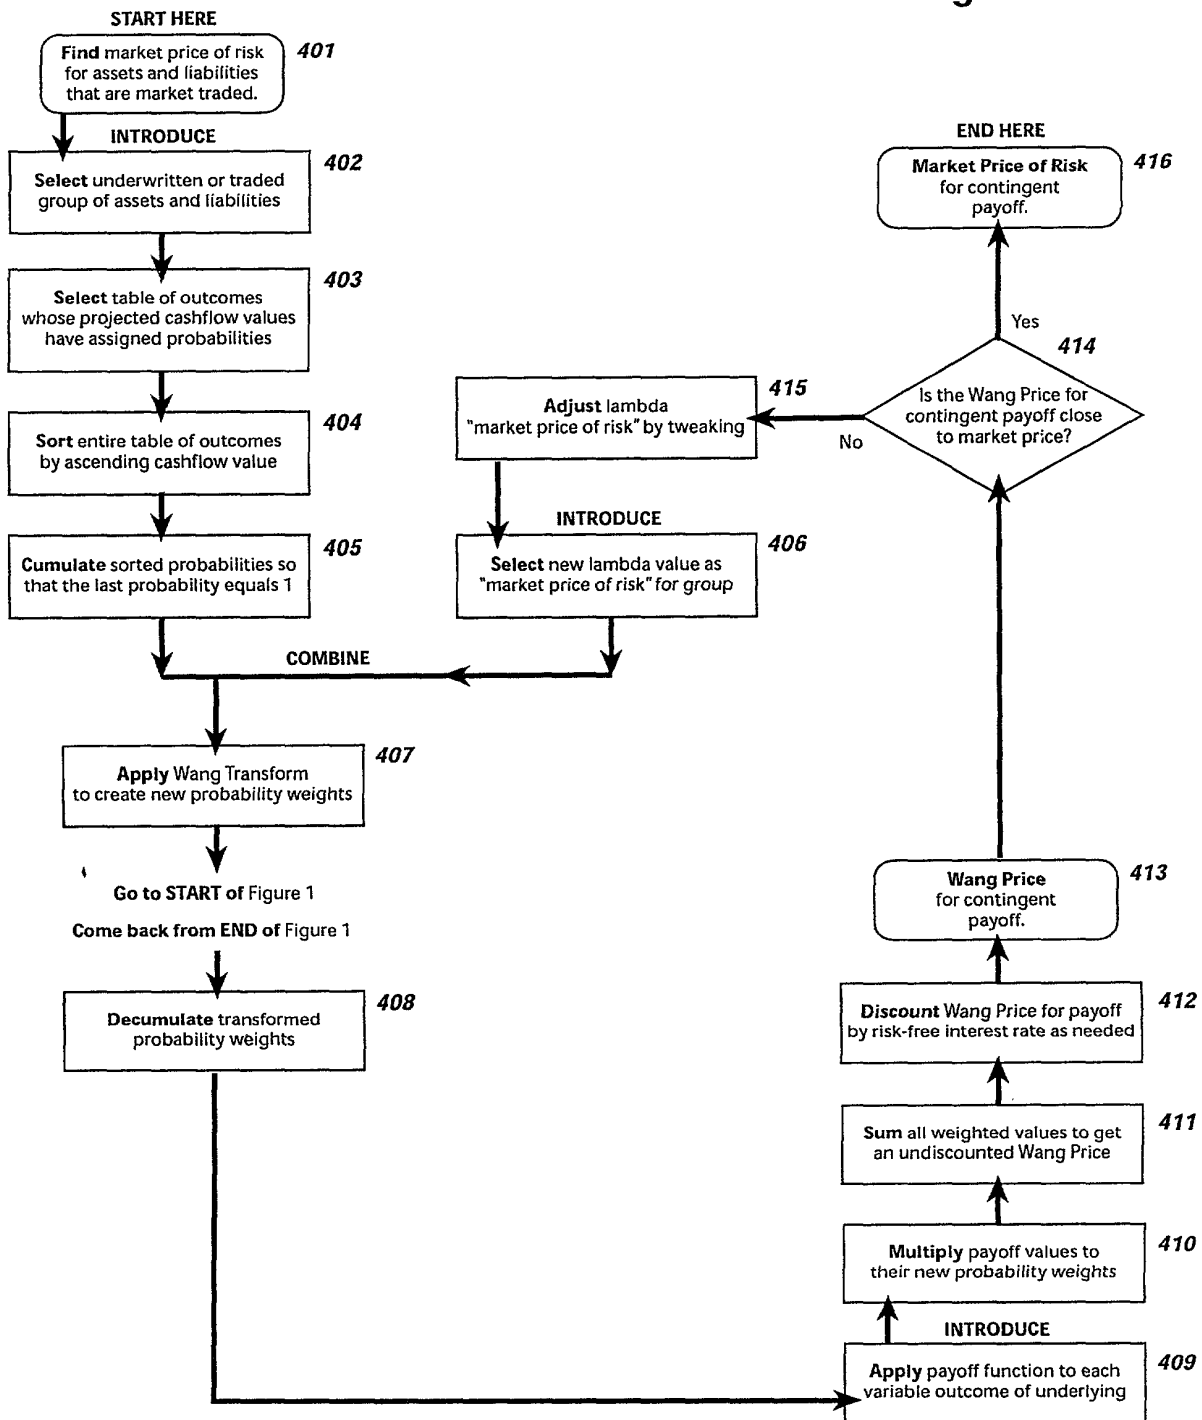 START HERE
Find market price of risk
for assets and liabilities
that are market traded.
401
INTRODUCE
402
Select underwritten or traded
group of assets and liabilities
403
Select table of outcomes
whose projected cashflow values
have assigned probabilities
404
Sort entire table of outcomes
by ascending cashflow value
405
Cumulate sorted probabilities so
that the last probability equals 1
415
Adjust lambda
"market price of risk" by tweaking
INTRODUCE
406
Select new lambda value as
"market price of risk" for group
COMBINE
407
Apply Wang Transform
to create new probability weights
Go to START of Figure 1
Come back from END of Figure 1
408
Decumulate transformed
probability weights
END HERE
416
Market Price of Risk
for contingent
payoff.
Yes
414
Is the Wang Price for
contingent payoff close
to market price?
No
413
Wang Price
for contingent
payoff.
412
Discount Wang Price for payoff
by risk-free interest rate as needed
411
Sum all weighted values to get
an undiscounted Wang Price
410
Multiply payoff values to
their new probability weights
INTRODUCE
409
Apply payoff function to each
variable outcome of underlying